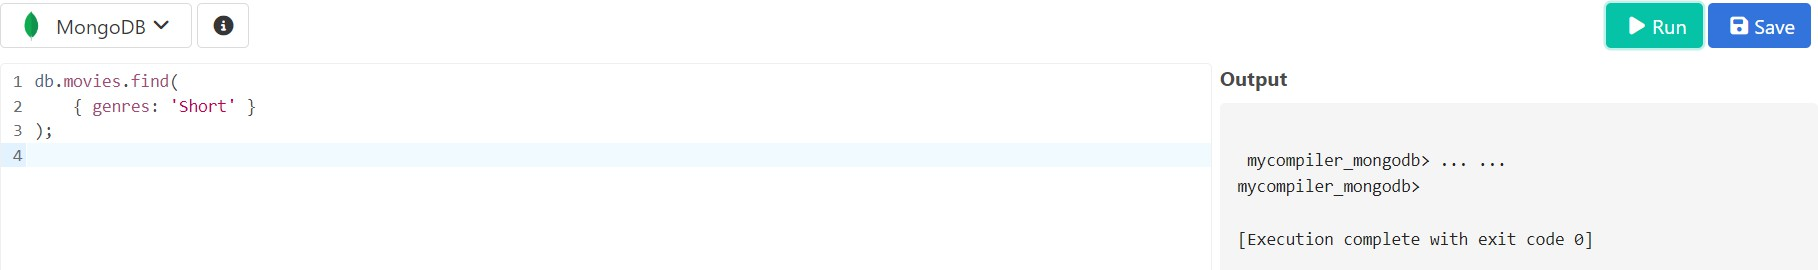 MongoDB
Run
Save
1 db.movies.find(
2     { genres: 'Short' }
3 );
4
Output
mycompiler_mongodb> ... ...
mycompiler_mongodb>
[Execution complete with exit code 0]